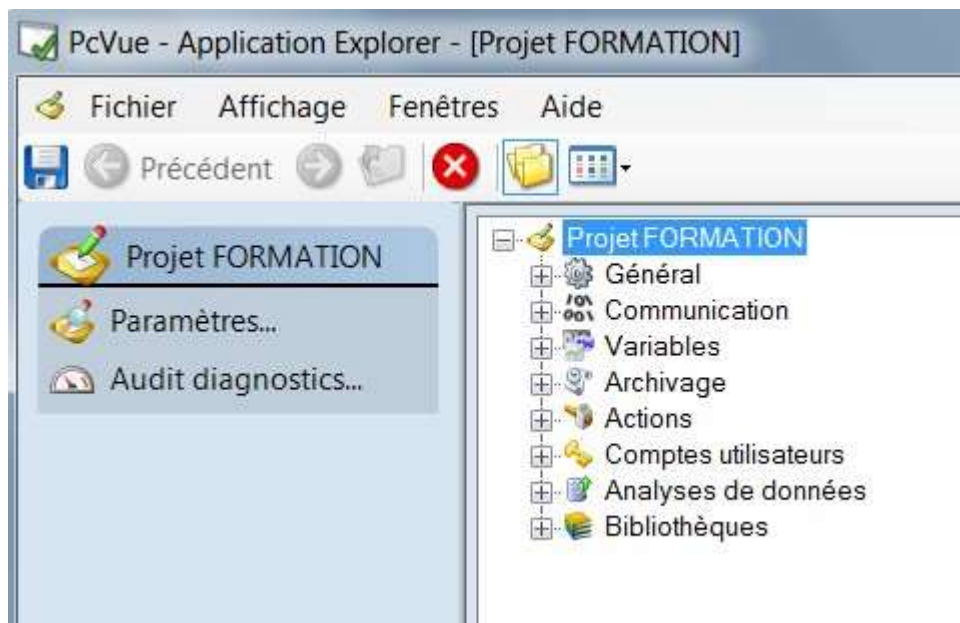 PcVue - Application Explorer - [Projet FORMATION]
Fichier Affichage Fenêtres Aide
Précédent
Projet FORMATION
Paramètres...
Audit diagnostics...
Projet FORMATION
Général
Communication
Variables
Archivage
Actions
Comptes utilisateurs
Analyses de données
Bibliothèques